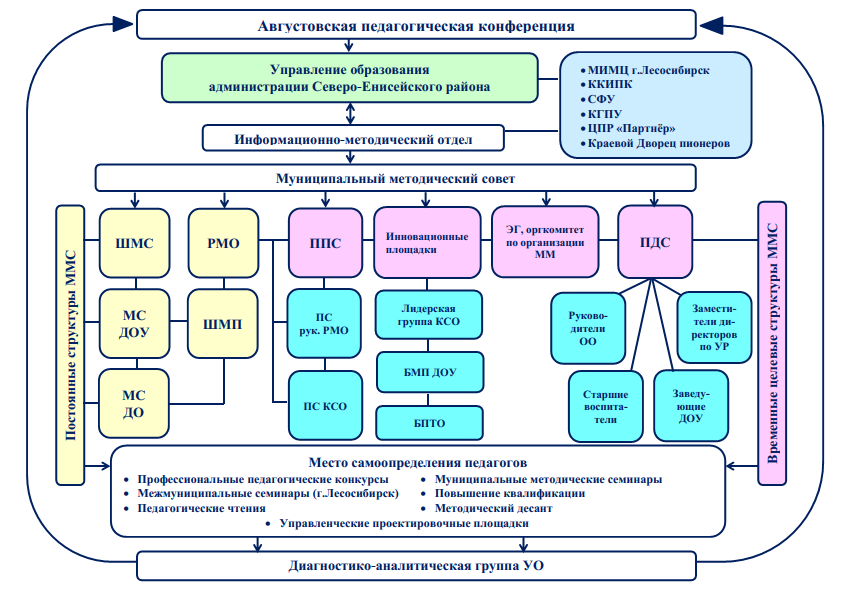 Августовская педагогическая конференция
Управление образования
администрации Северо-Енисейского района
• МИМЦ г.Лесосибирск
• ККИПК
• СФУ
• КГПУ
• ЦПР «Партнёр»
• Краевой Дворец пионеров
Информационно-методический отдел
Муниципальный методический совет
Постоянные структуры ММС
ШМС
РМО
ППС
Инновационные
площадки
ЭГ, оргкомитет
по организации
ММ
ПДС
Временные целевые структуры ММС
МС
ДОУ
ШМП
ПС
рук. РМО
Лидерская
группа КСО
Руково-
дители
ОО
Замести-
тели ди-
ректоров
по УР
МС
ДО
ПС КСО
БМП ДОУ
БПТО
Старшие
воспита-
тели
Заведу-
ющие
ДОУ
Место самоопределения педагогов
• Профессиональные педагогические конкурсы
• Межмуниципальные семинары (г.Лесосибирск)
• Педагогические чтения
• Муниципальные методические семинары
• Повышение квалификации
• Методический десант
• Управленческие проектировочные площадки
Диагностико-аналитическая группа УО